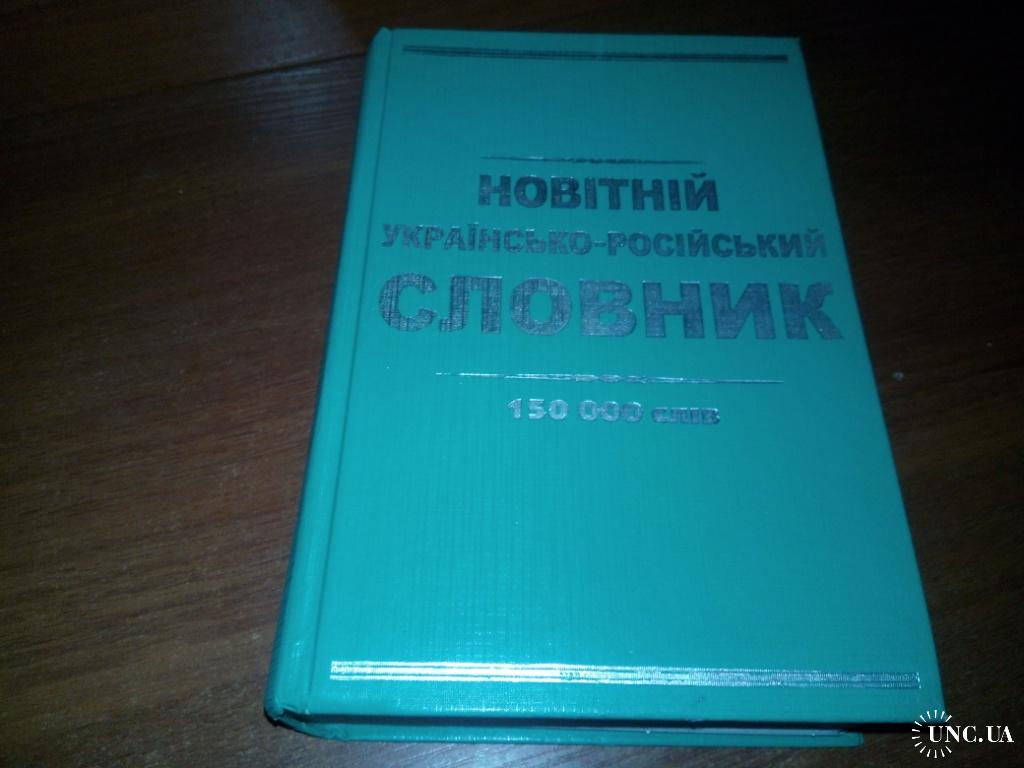 НОВІТНІЙ
УКРАЇНСЬКО-РОСІЙСЬКИЙ
СЛОВНИК
150 000 слів
UNC.UA